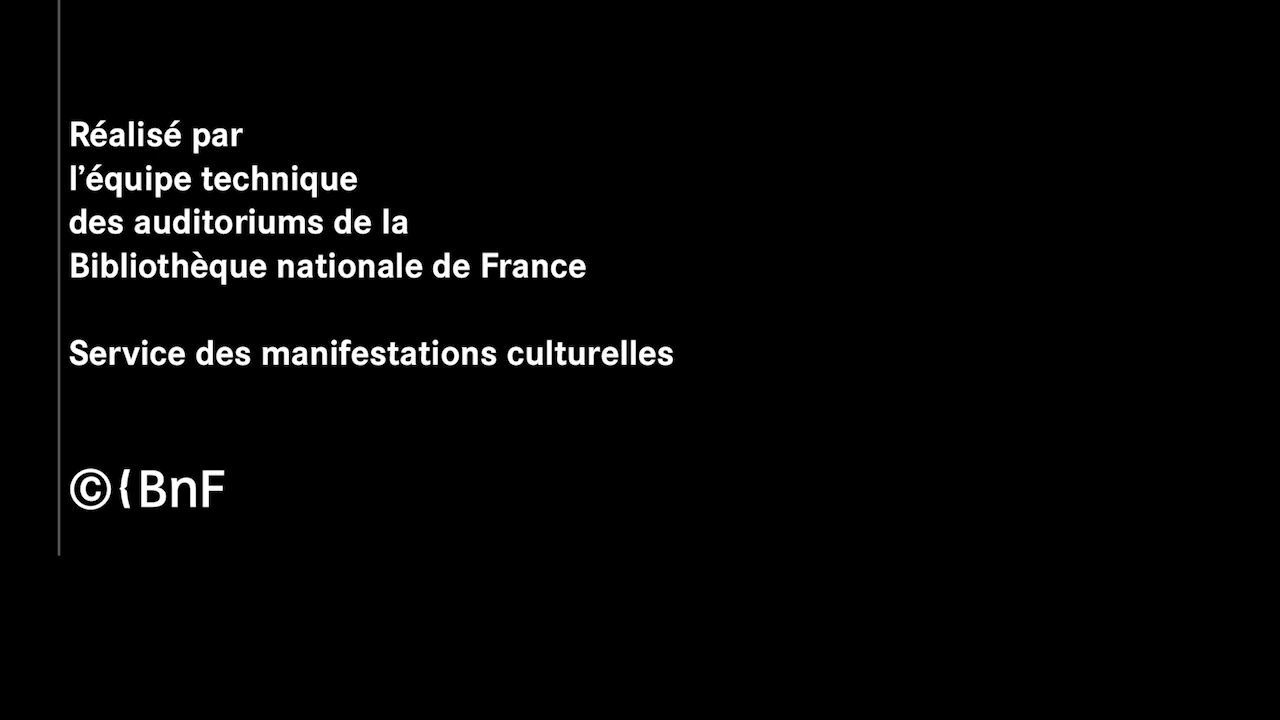 Réalisé par
l’équipe technique
des auditoriums de la
Bibliothèque nationale de France
Service des manifestations culturelles
©{BnF